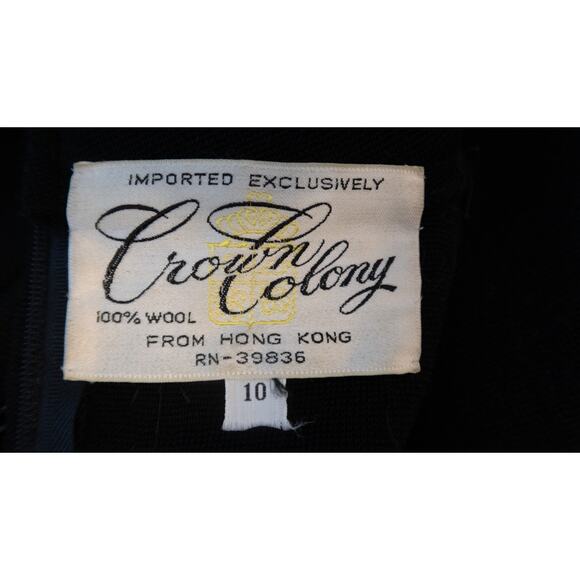 IMPORTED EXCLUSIVELY
Crown
Colony
100% WOOL
FROM HONG KONG
RN-39836
10